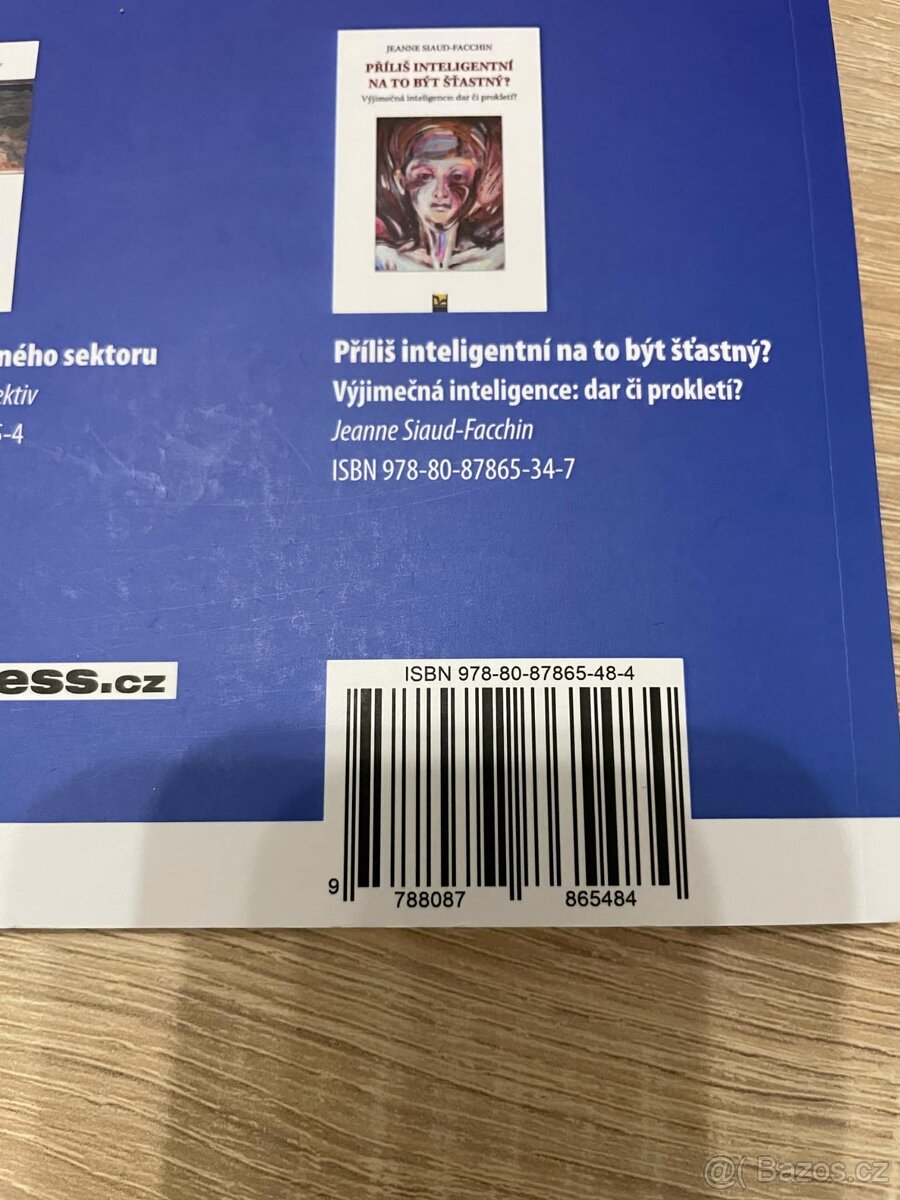 JEANNE SIAUD-FACCHIN
PŘÍLIŠ INTELIGENTNÍ
NA TO BÝT ŠŤASTNÝ?
Výjimečná inteligence: dar či prokletí?
ného sektoru
ektiv
5-4
Příliš inteligentní na to být šťastný?
Výjimečná inteligence: dar či prokletí?
Jeanne Siaud-Facchin
ISBN 978-80-87865-34-7
ess.cz
ISBN 978-80-87865-48-4
9 788087 865484
@( Bazos.cz